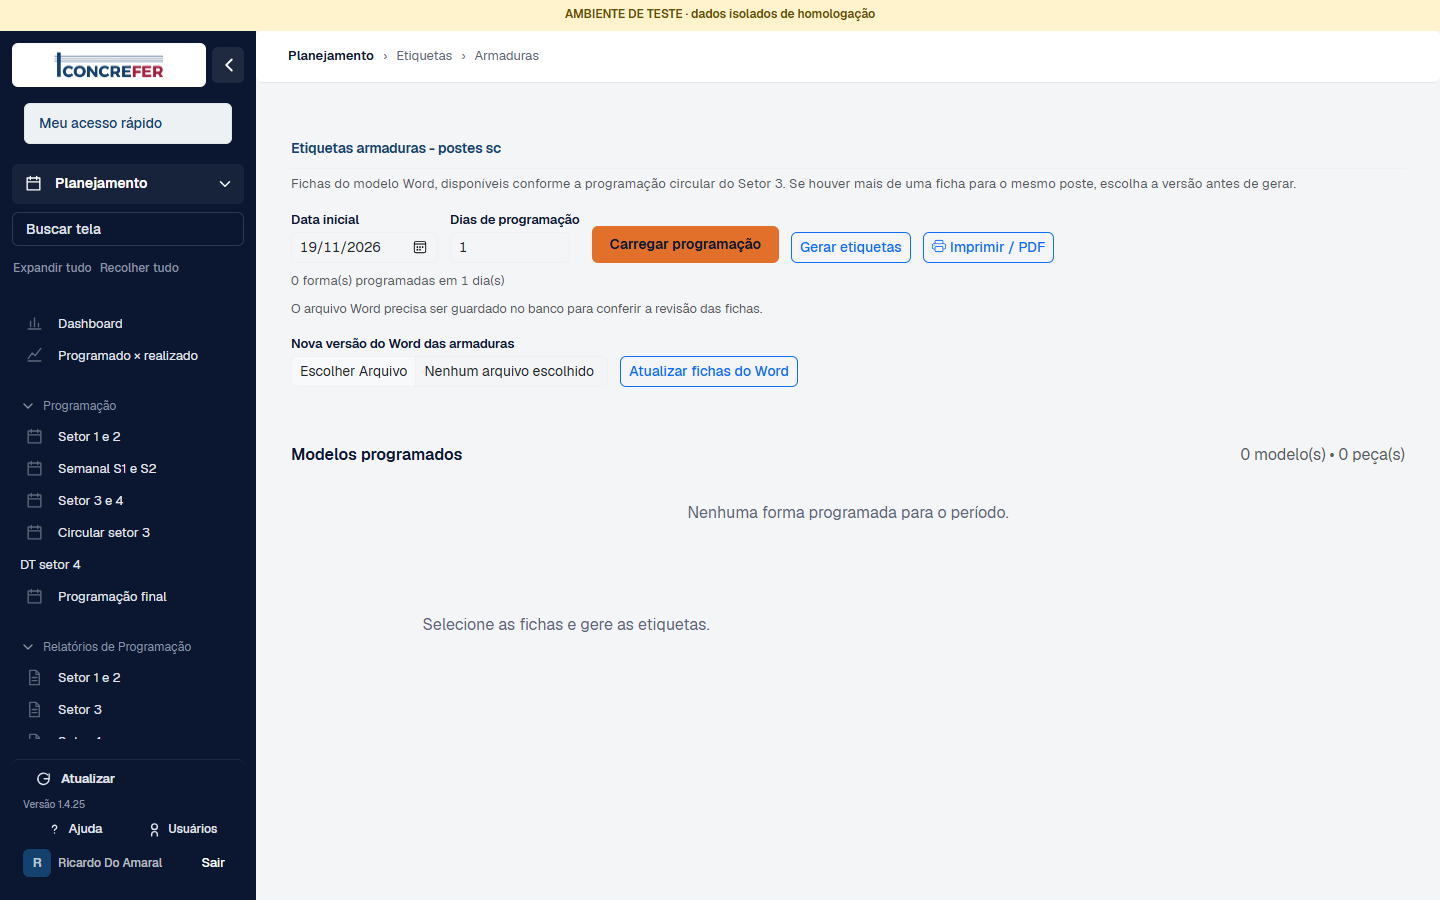 AMBIENTE DE TESTE · dados isolados de homologação
CONCREFER
Meu acesso rápido
Planejamento
Buscar tela
Expandir tudo Recolher tudo
Dashboard
Programado × realizado
Programação
Setor 1 e 2
Semanal S1 e S2
Setor 3 e 4
Circular setor 3
DT setor 4
Programação final
Relatórios de Programação
Setor 1 e 2
Setor 3
Atualizar
Versão 1.4.25
? Ajuda
Usuários
R Ricardo Do Amaral
Sair
Planejamento › Etiquetas › Armaduras
Etiquetas armaduras - postes sc
Fichas do modelo Word, disponíveis conforme a programação circular do Setor 3. Se houver mais de uma ficha para o mesmo poste, escolha a versão antes de gerar.
Data inicial
Dias de programação
19/11/2026
1
Carregar programação
Gerar etiquetas
Imprimir / PDF
0 forma(s) programadas em 1 dia(s)
O arquivo Word precisa ser guardado no banco para conferir a revisão das fichas.
Nova versão do Word das armaduras
Escolher Arquivo Nenhum arquivo escolhido
Atualizar fichas do Word
Modelos programados
0 modelo(s) • 0 peça(s)
Nenhuma forma programada para o período.
Selecione as fichas e gere as etiquetas.